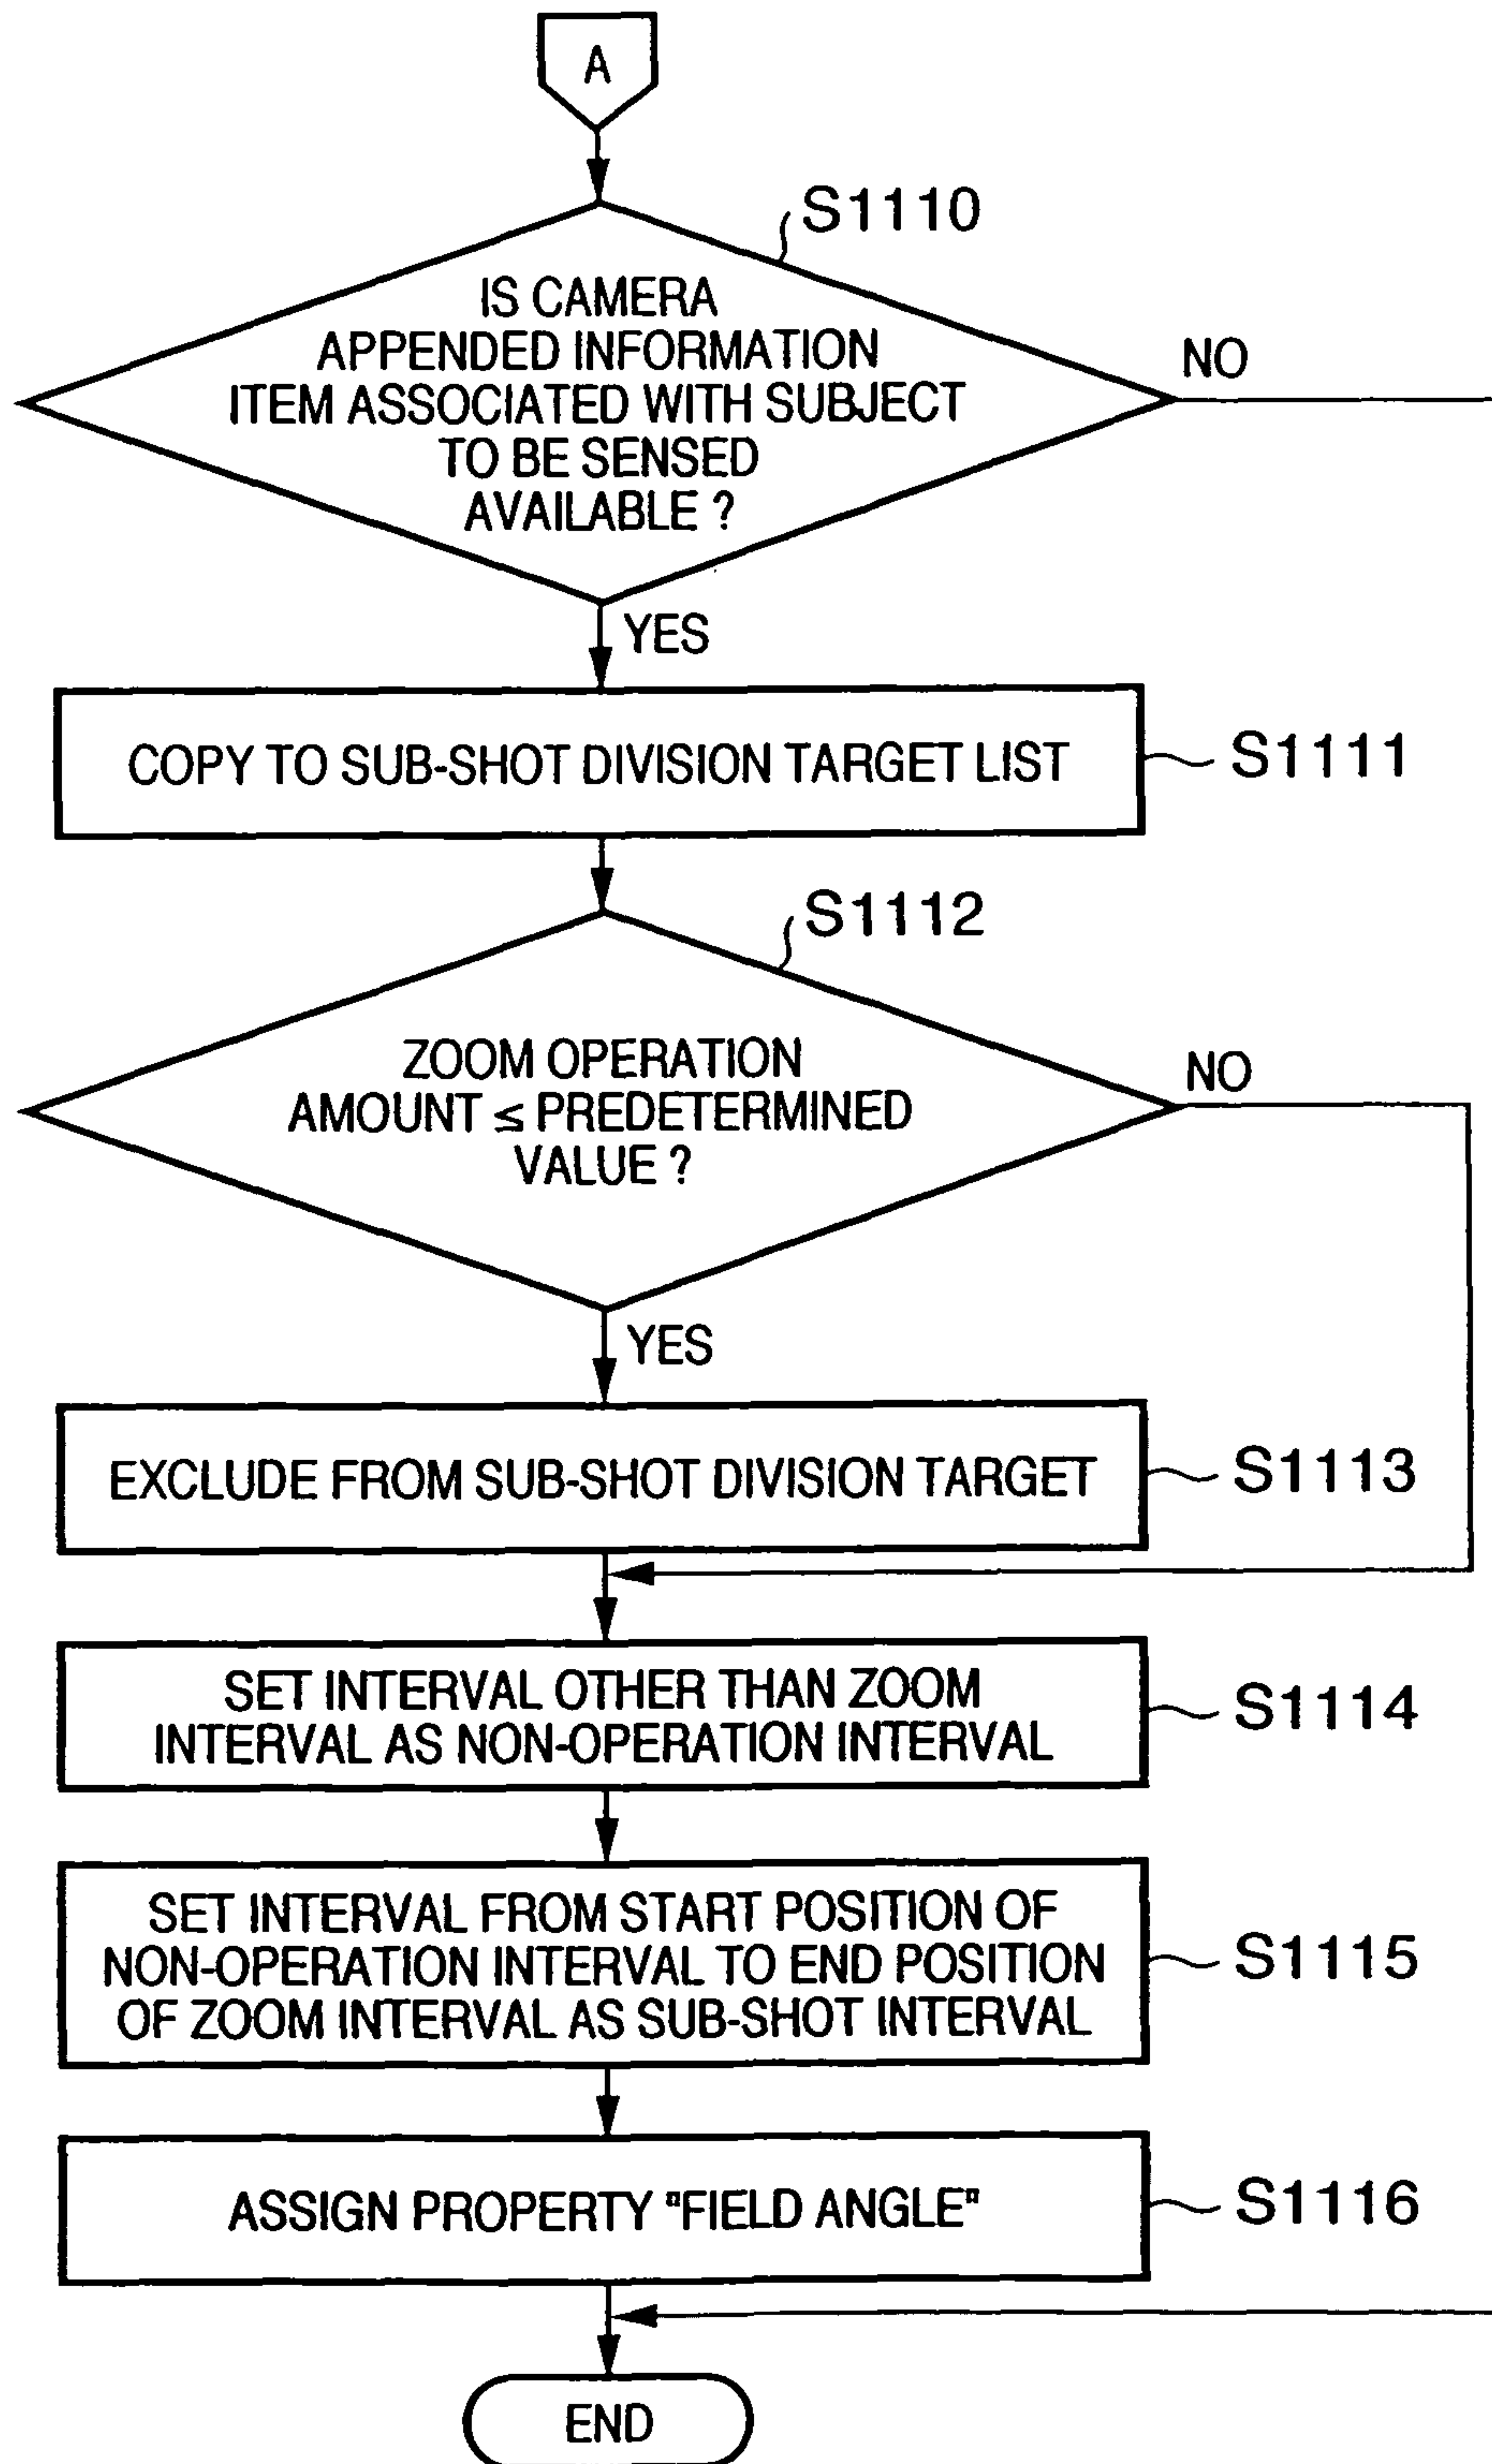 A
S1110
IS CAMERA
APPENDED INFORMATION
ITEM ASSOCIATED WITH SUBJECT
TO BE SENSED
AVAILABLE ?
NO
YES
COPY TO SUB-SHOT DIVISION TARGET LIST
S1111
S1112
ZOOM OPERATION
AMOUNT ≤ PREDETERMINED
VALUE ?
NO
YES
EXCLUDE FROM SUB-SHOT DIVISION TARGET
S1113
SET INTERVAL OTHER THAN ZOOM
INTERVAL AS NON-OPERATION INTERVAL
S1114
SET INTERVAL FROM START POSITION OF
NON-OPERATION INTERVAL TO END POSITION
OF ZOOM INTERVAL AS SUB-SHOT INTERVAL
S1115
ASSIGN PROPERTY "FIELD ANGLE"
S1116
END